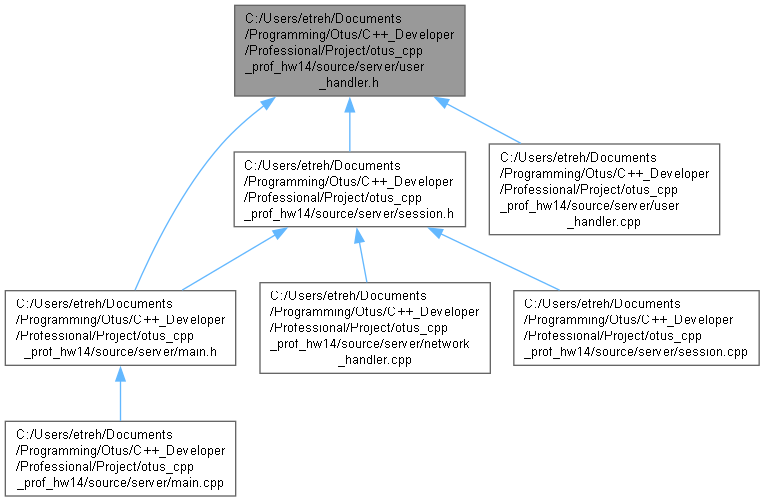 C:/Users/etreh/Documents
/Programming/Otus/C++_Developer
/Professional/Project/otus_cpp
_prof_hw14/source/server/user
_handler.h
C:/Users/etreh/Documents
/Programming/Otus/C++_Developer
/Professional/Project/otus_cpp
_prof_hw14/source/server/session.h
C:/Users/etreh/Documents
/Programming/Otus/C++_Developer
/Professional/Project/otus_cpp
_prof_hw14/source/server/user
_handler.cpp
C:/Users/etreh/Documents
/Programming/Otus/C++_Developer
/Professional/Project/otus_cpp
_prof_hw14/source/server/main.h
C:/Users/etreh/Documents
/Programming/Otus/C++_Developer
/Professional/Project/otus_cpp
_prof_hw14/source/server/network
_handler.cpp
C:/Users/etreh/Documents
/Programming/Otus/C++_Developer
/Professional/Project/otus_cpp
_prof_hw14/source/server/session.cpp
C:/Users/etreh/Documents
/Programming/Otus/C++_Developer
/Professional/Project/otus_cpp
_prof_hw14/source/server/main.cpp